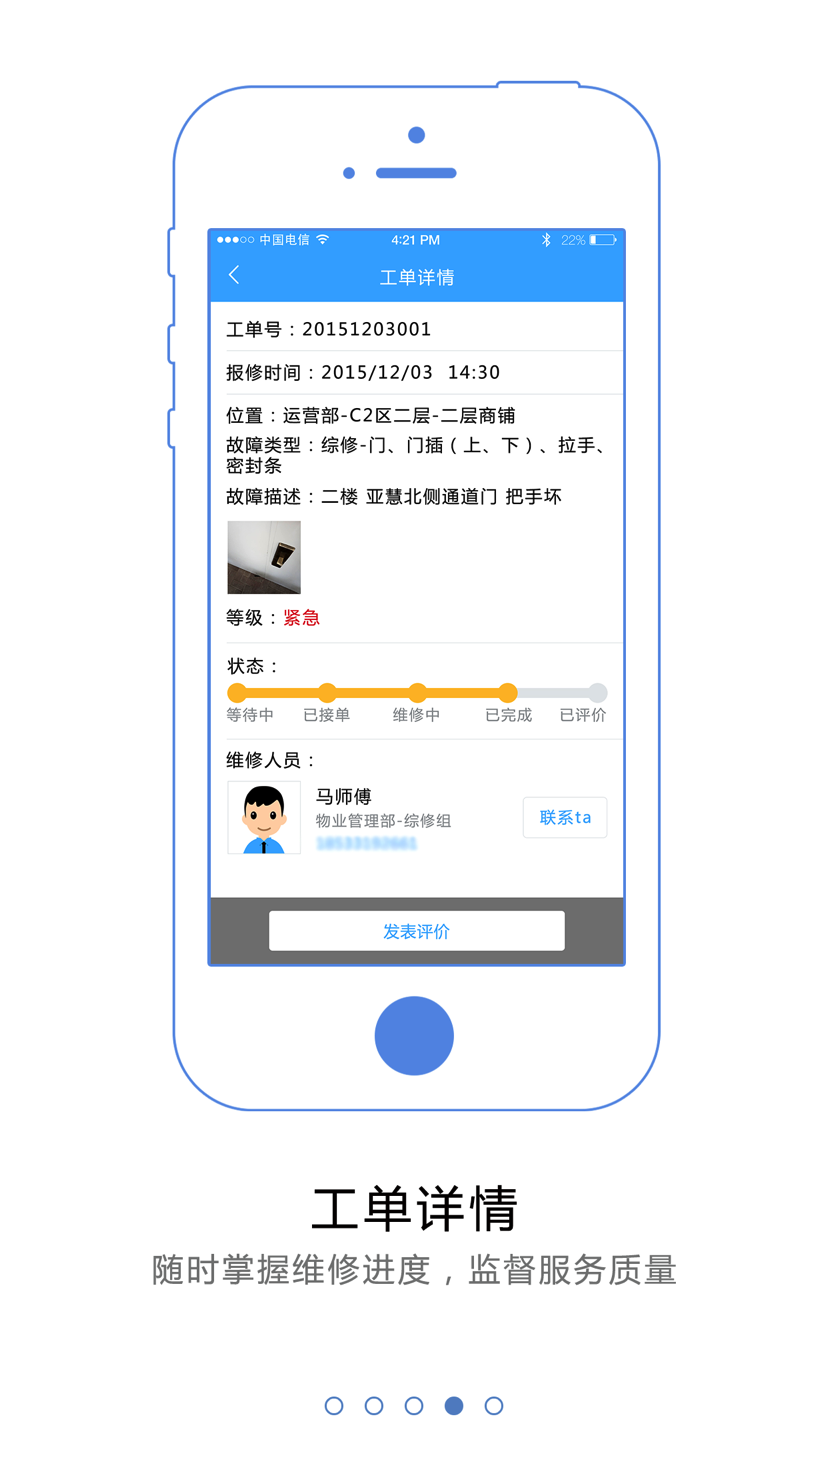 中国电信 4:21 PM 22%
工单详情
工单号：20151203001
报修时间：2015/12/03 14:30
位置：运营部-C2区二层-二层商铺
故障类型：综修-门、门插（上、下）、拉手、
密封条
故障描述：二楼 亚慧北侧通道门 把手坏
等级：紧急
状态：
等待中 已接单 维修中 已完成 已评价
维修人员：
马师傅
物业管理部-综修组
联系ta
发表评价
工单详情
随时掌握维修进度，监督服务质量